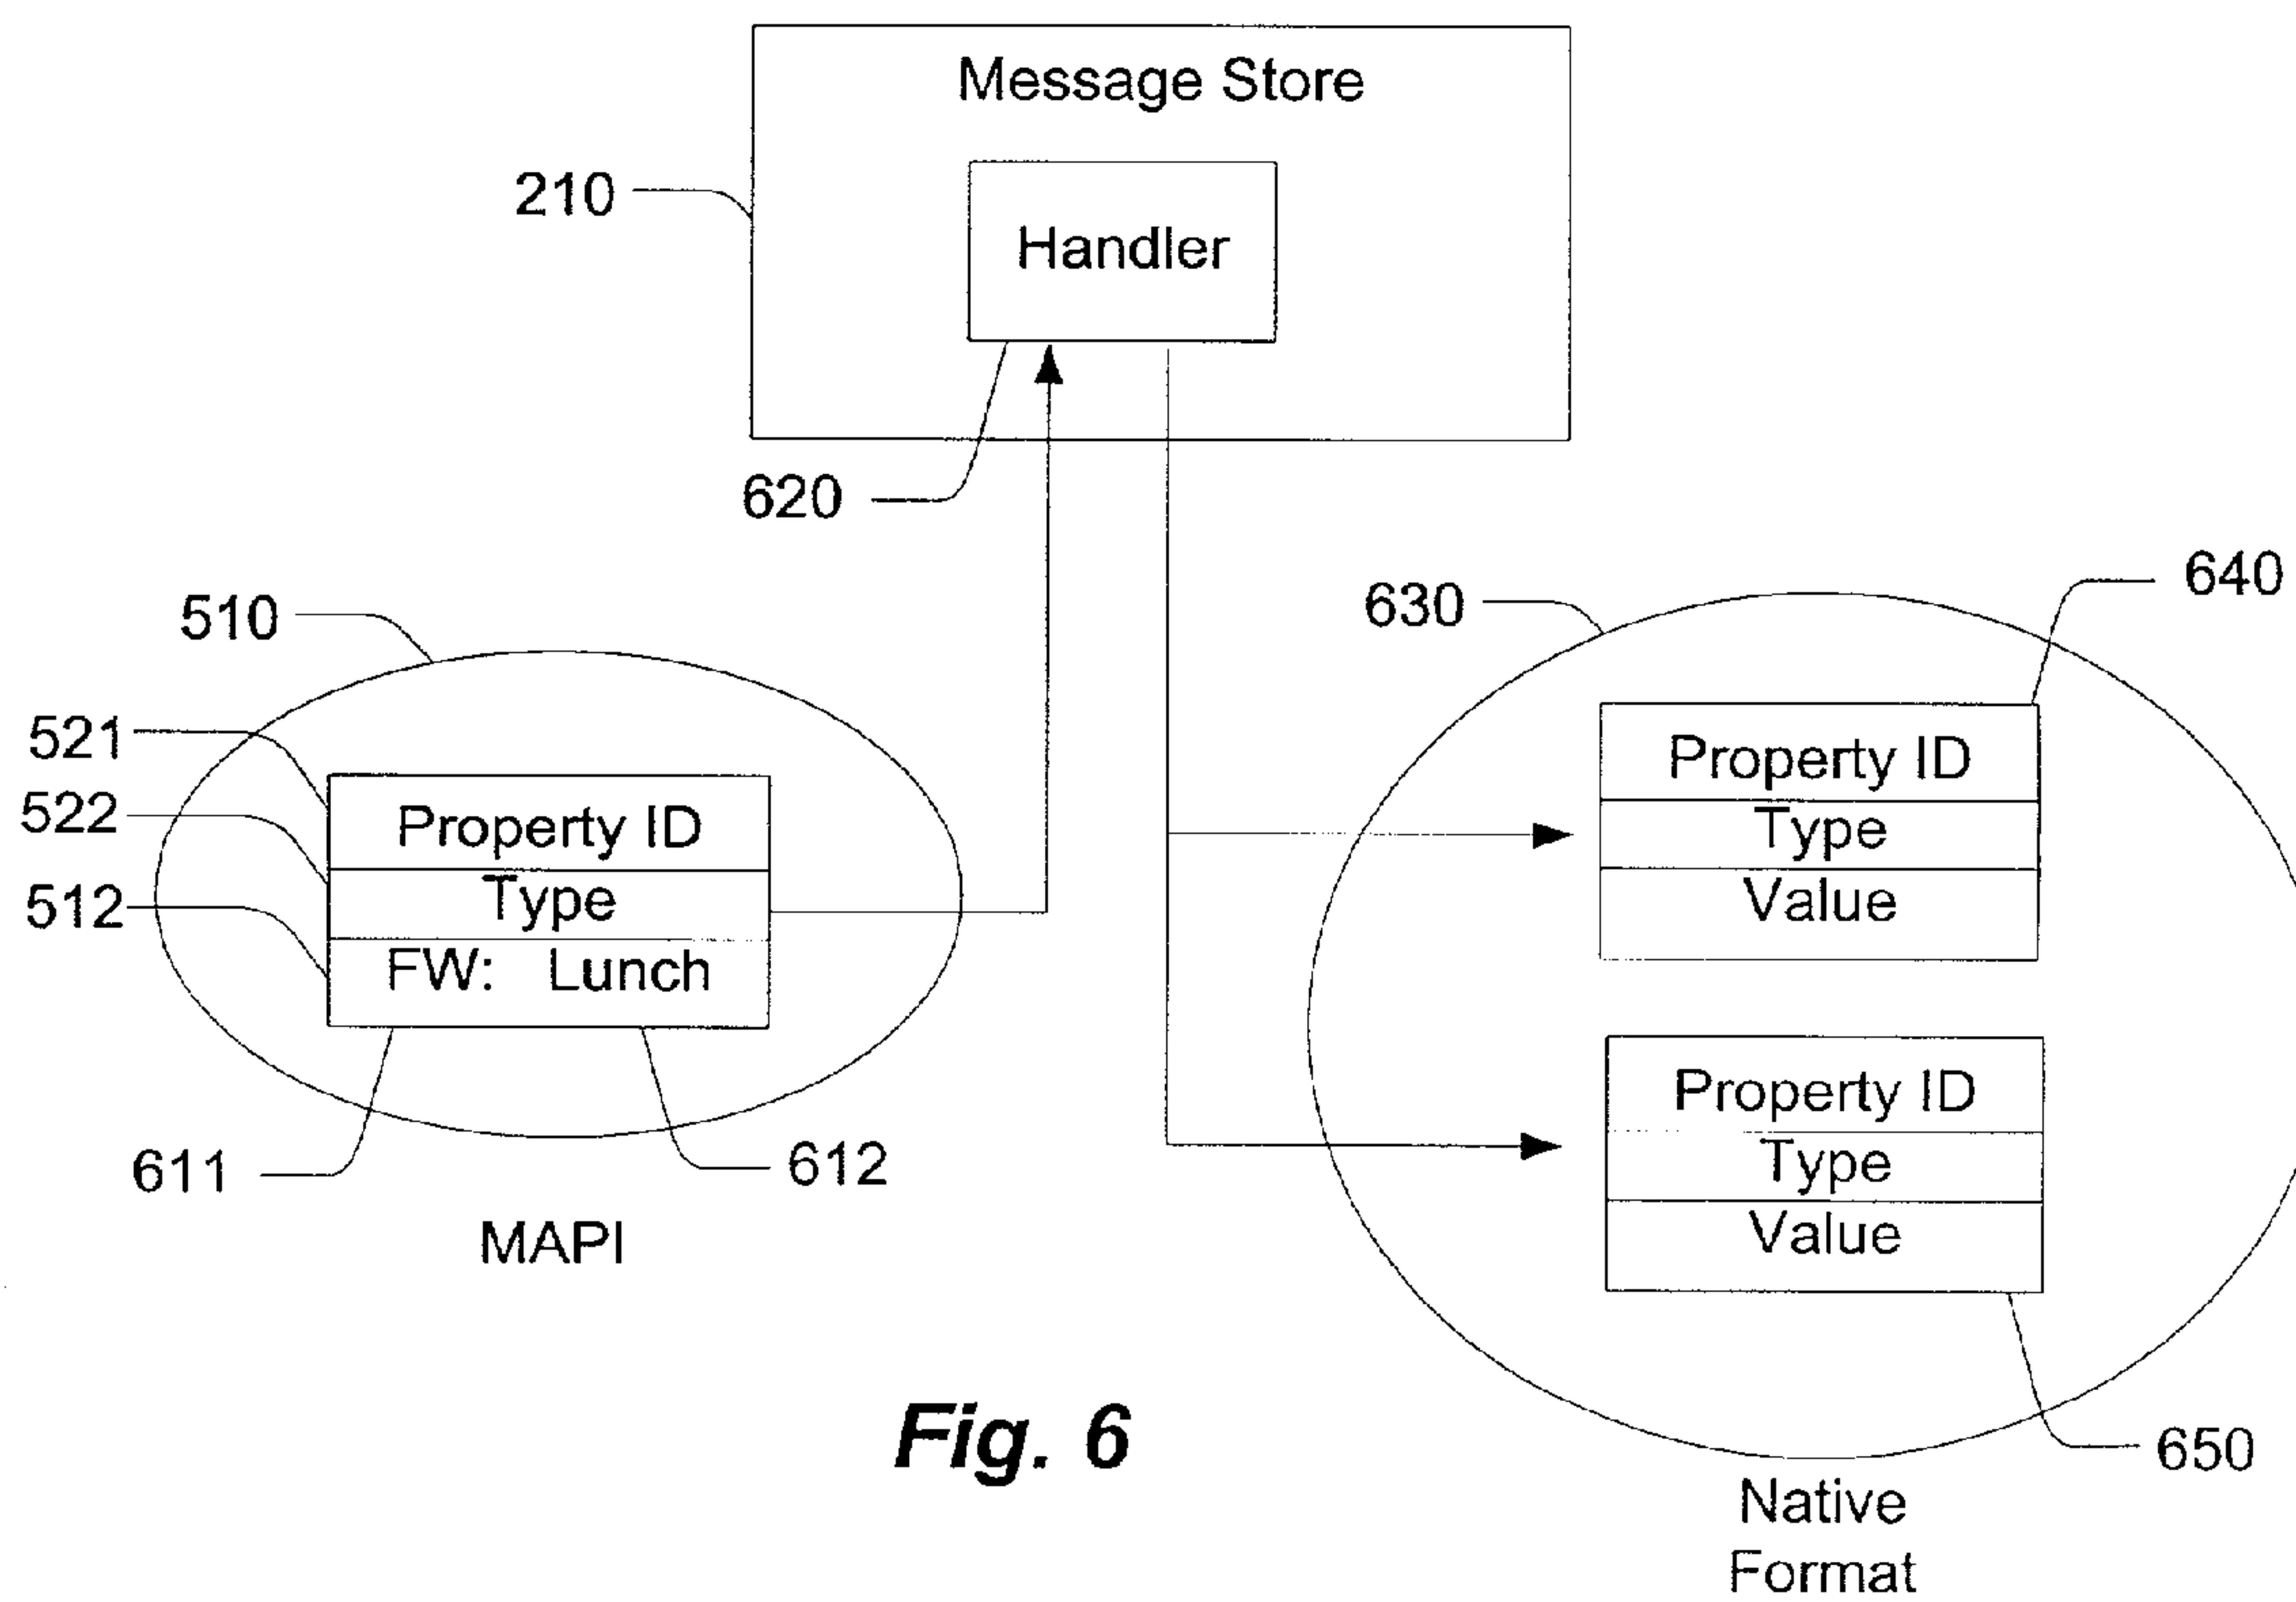 Message Store
210
Handler
620
510
521
522
512
Property ID
Type
FW: Lunch
611
612
MAPI
630
640
Property ID
Type
Value
Property ID
Type
Value
650
Native
Format
Fig. 6